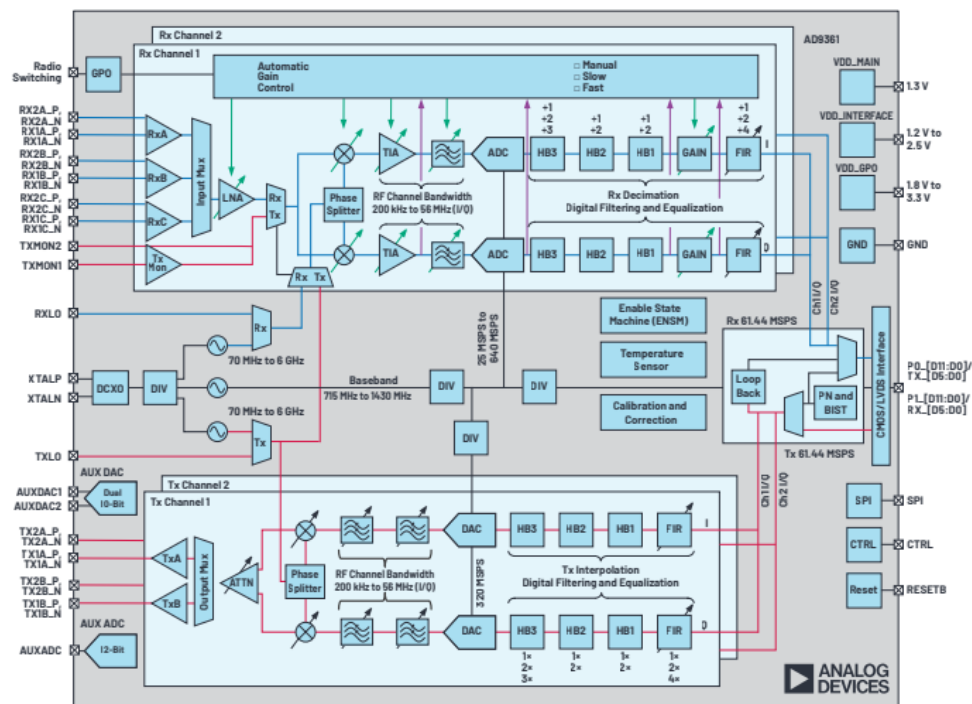 Rx Channel 2
Rx Channel 1
AD9361
Radio
Switching
GPO
Automatic
Gain
Control
□ Manual
□ Slow
□ Fast
VDD_MAIN
1.3 V
VDD_INTERFACE
1.2 V to
2.5 V
VDD_GPO
1.8 V to
3.3 V
GND
GND
RX2A_P,
RX2A_N
RX1A_P,
RX1A_N
RX2B_P,
RX2B_N
RX1B_P,
RX1B_N
RX2C_P,
RX2C_N
RX1C_P,
RX1C_N
TXMON2
TXMON1
RxA
RxB
RxC
Tx
Mon
Input Mux
LNA
Rx
Tx
Phase
Splitter
Rx Tx
TIA
ADC
÷1
÷2
÷3
÷1
÷2
÷1
÷2
÷1
÷2
÷4
HB3
HB2
HB1
GAIN
FIR
I
RF Channel Bandwidth
200 kHz to 56 MHz (I/Q)
Rx Decimation
Digital Filtering and Equalization
TIA
ADC
HB3
HB2
HB1
GAIN
FIR
Q
Ch1 I/O
Ch2 I/O
RXLO
Rx
70 MHz to 6 GHz
25 MSPS to
640 MSPS
XTALP
XTALN
DCXO
DIV
Baseband
715 MHz to 1430 MHz
DIV
DIV
DIV
70 MHz to 6 GHz
Tx
TXLO
Enable State
Machine (ENSM)
Temperature
Sensor
Calibration and
Correction
Rx 61.44 MSPS
Loop
Back
PN and
BIST
Tx 61.44 MSPS
CMOS/LVDS Interface
P0_[D11:D0]/
TX_[D5:D0]
P1_[D11:D0]/
RX_[D5:D0]
Ch1 I/O
Ch2 I/O
AUX DAC
AUXDAC1
AUXDAC2
Dual
10-Bit
Tx Channel 2
Tx Channel 1
TX2A_P,
TX2A_N
TX1A_P,
TX1A_N
TX2B_P,
TX2B_N
TX1B_P,
TX1B_N
TxA
TxB
Output Mux
ATTN
Phase
Splitter
RF Channel Bandwidth
200 kHz to 56 MHz (I/Q)
DAC
HB3
HB2
HB1
FIR
I
320 MSPS
Tx Interpolation
Digital Filtering and Equalization
DAC
HB3
HB2
HB1
FIR
Q
1×
2×
3×
1×
2×
1×
2×
1×
2×
4×
SPI
SPI
CTRL
CTRL
Reset
RESETB
AUX ADC
AUXADC
12-Bit
ANALOG
DEVICES